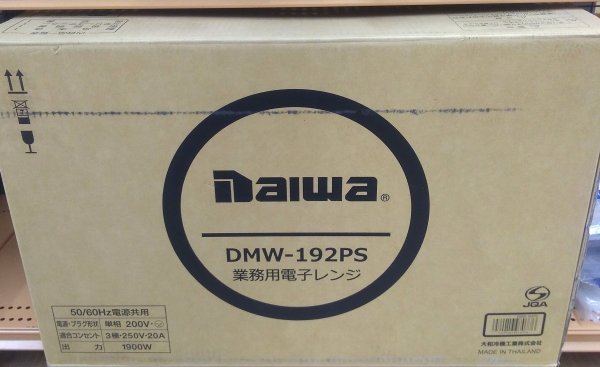 Daiwa®
DMW-192PS
業務用電子レンジ
50/60Hz電源共用
電源・プラグ形状 単相 200V・
適合コンセント 3種・250V・20A
出力 1900W
JQA
大和冷機工業株式会社
MADE IN THAILAND